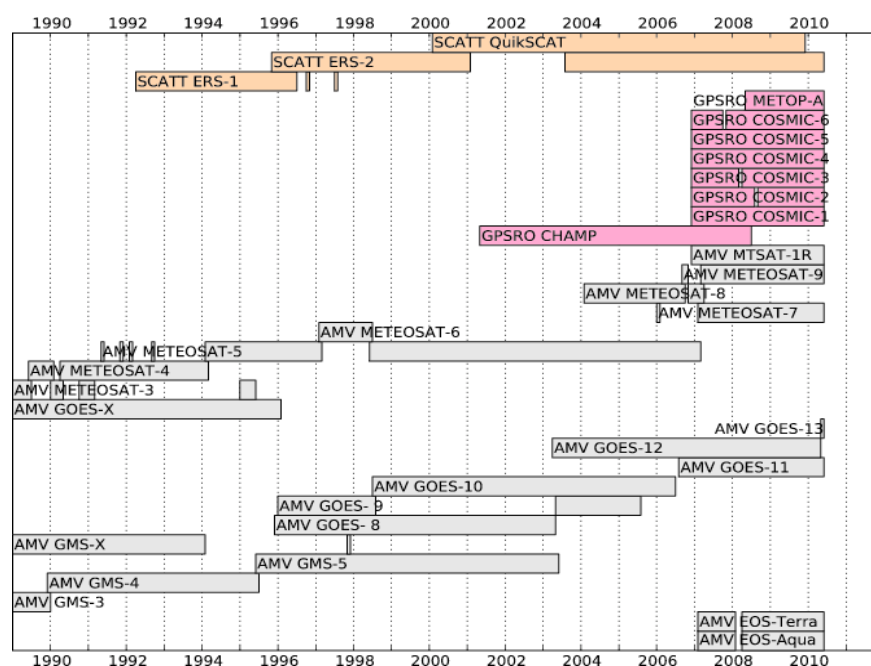 1990 1992 1994 1996 1998 2000 2002 2004 2006 2008 2010
SCATT QuikSCAT
SCATT ERS-2
SCATT ERS-1
GPSRO METOP-A
GPSRO COSMIC-6
GPSRO COSMIC-5
GPSRO COSMIC-4
GPSRO COSMIC-3
GPSRO COSMIC-2
GPSRO COSMIC-1
GPSRO CHAMP
AMV MTSAT-1R
AMV METEOSAT-9
AMV METEOSAT-8
AMV METEOSAT-7
AMV METEOSAT-6
AMV METEOSAT-5
AMV METEOSAT-4
AMV METEOSAT-3
AMV GOES-X
AMV GOES-13
AMV GOES-12
AMV GOES-11
AMV GOES-10
AMV GOES- 9
AMV GOES- 8
AMV GMS-X
AMV GMS-5
AMV GMS-4
AMV GMS-3
AMV EOS-Terra
AMV EOS-Aqua
1990 1992 1994 1996 1998 2000 2002 2004 2006 2008 2010